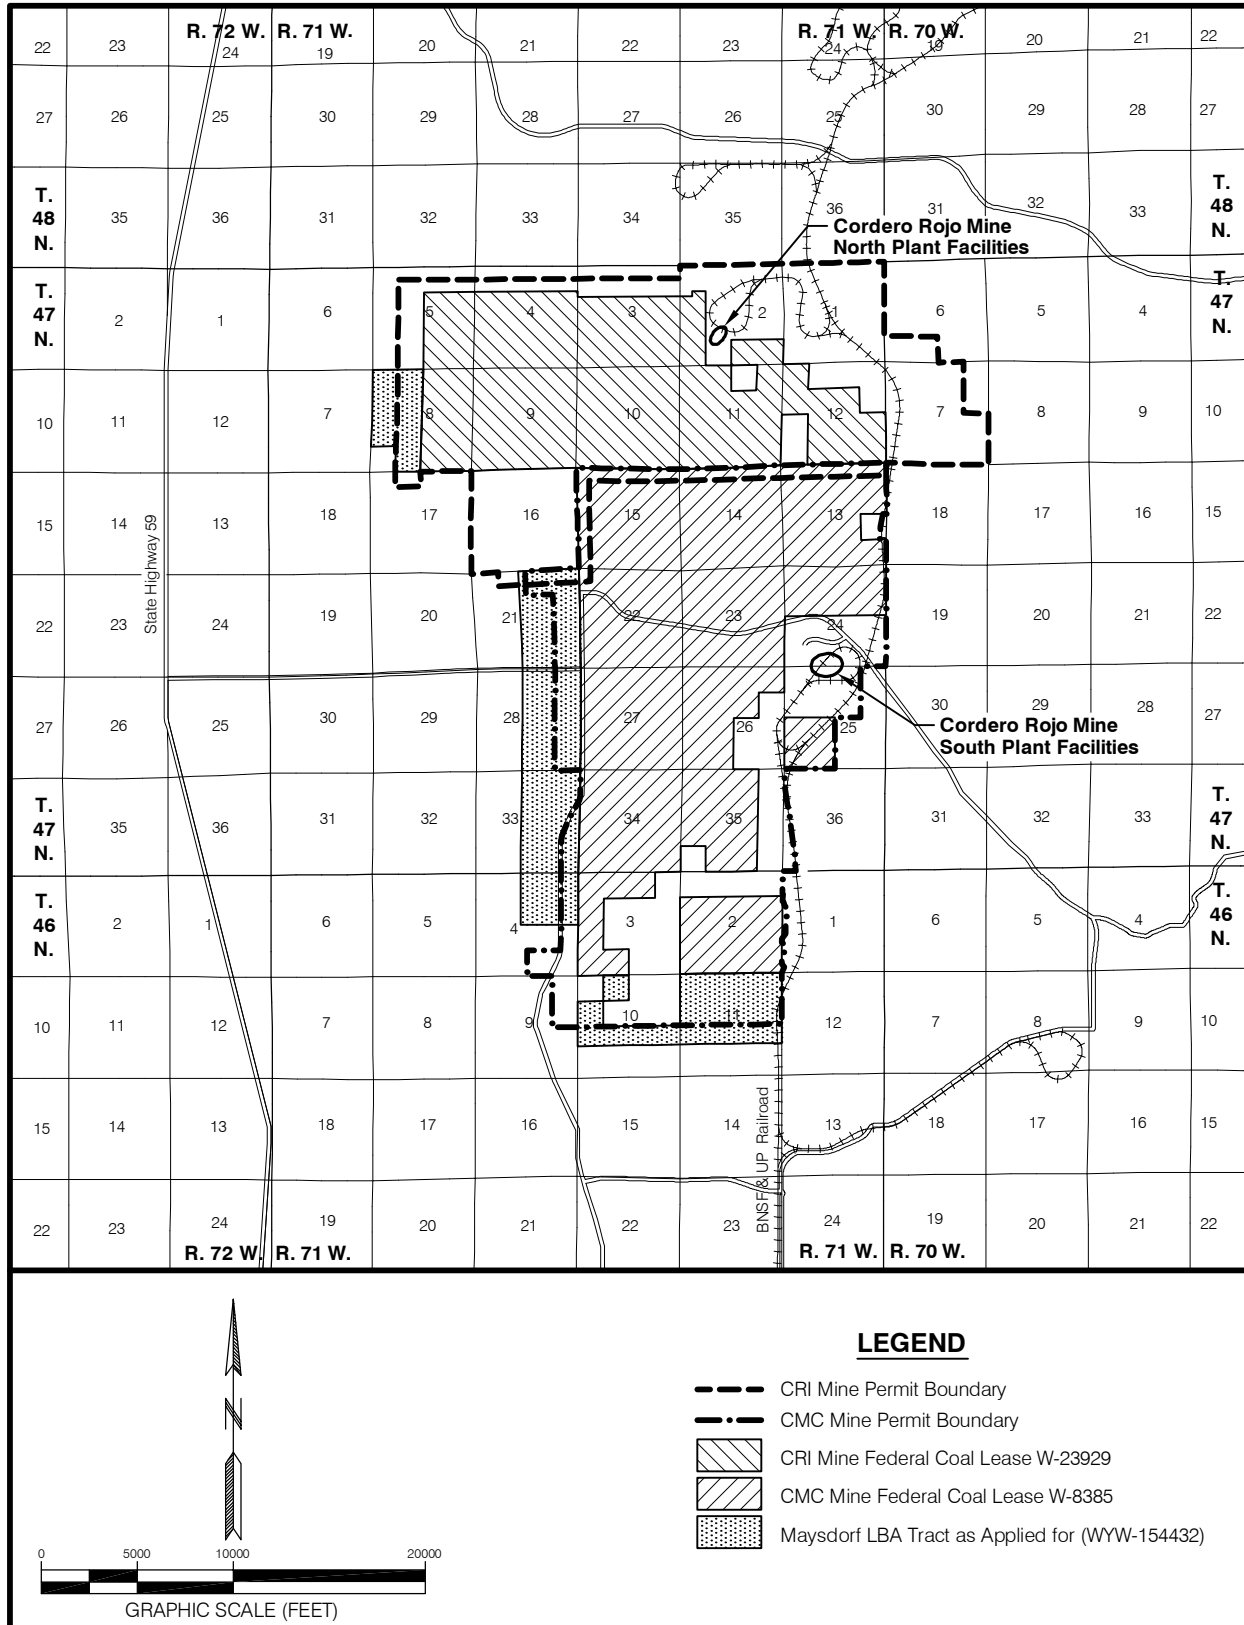 R. 72 W. R. 71 W. R. 71 W. R. 70 W.
22 23 24 19 20 21 22 23 24 19 20 21 22
27 26 25 30 29 28 27 26 25 30 29 28 27
T. 48 N. 35 36 31 32 33 34 35 36 31 32 33 T. 48 N.
Cordero Rojo Mine
North Plant Facilities
T. 47 N. 2 1 6 5 4 3 2 1 6 5 4 T. 47 N.
10 11 12 7 8 9 10 11 12 7 8 9 10
15 14 13 18 17 16 15 14 13 18 17 16 15
State Highway 59
22 23 24 19 20 21 22 23 24 19 20 21 22
27 26 25 30 29 28 27 26 25 30 29 28 27
Cordero Rojo Mine
South Plant Facilities
T. 47 N. 35 36 31 32 33 34 35 36 31 32 33 T. 47 N.
T. 46 N. 2 1 6 5 4 3 2 1 6 5 4 T. 46 N.
10 11 12 7 8 9 10 11 12 7 8 9 10
15 14 13 18 17 16 15 14 13 18 17 16 15
BNSF & UP Railroad
22 23 24 19 20 21 22 23 24 19 20 21 22
R. 72 W. R. 71 W. R. 71 W. R. 70 W.
N
0 5000 10000 20000
GRAPHIC SCALE (FEET)
LEGEND
CRI Mine Permit Boundary
CMC Mine Permit Boundary
CRI Mine Federal Coal Lease W-23929
CMC Mine Federal Coal Lease W-8385
Maysdorf LBA Tract as Applied for (WYW-154432)